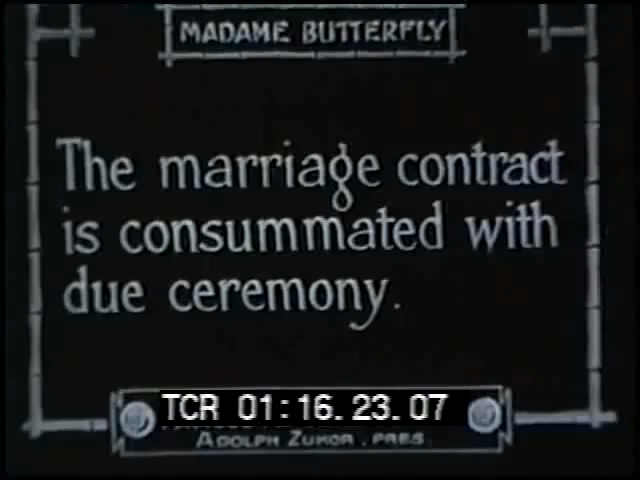 MADAME BUTTERFLY
The marriage contract
is consummated with
due ceremony.
TCR 01:16.23.07
ADOLPH ZUKOR, PRES.